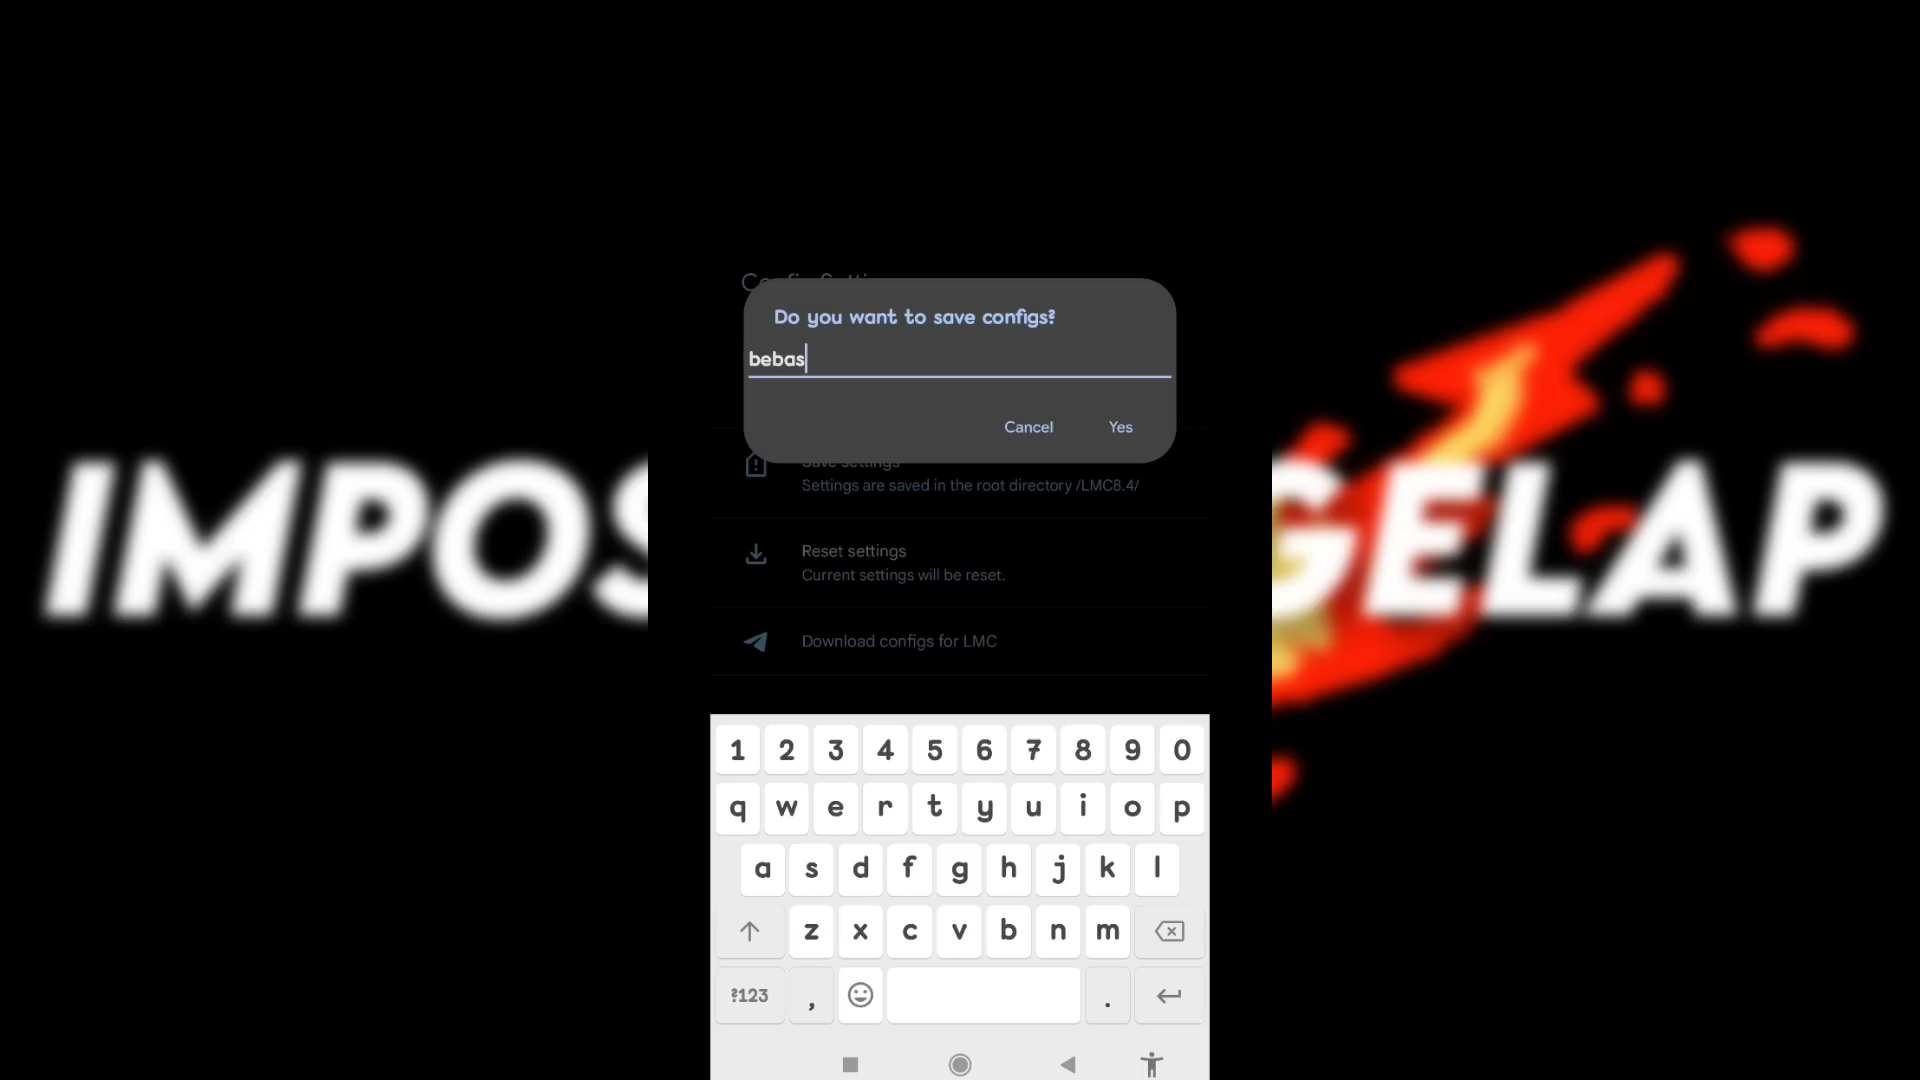 Do you want to save configs?
bebas
Cancel Yes
Save settings
Settings are saved in the root directory /LMC8.4/
Reset settings
Current settings will be reset.
Download configs for LMC
IMPOS GELAP
1 2 3 4 5 6 7 8 9 0
q w e r t y u i o p
a s d f g h j k l
z x c v b n m
?123 , .